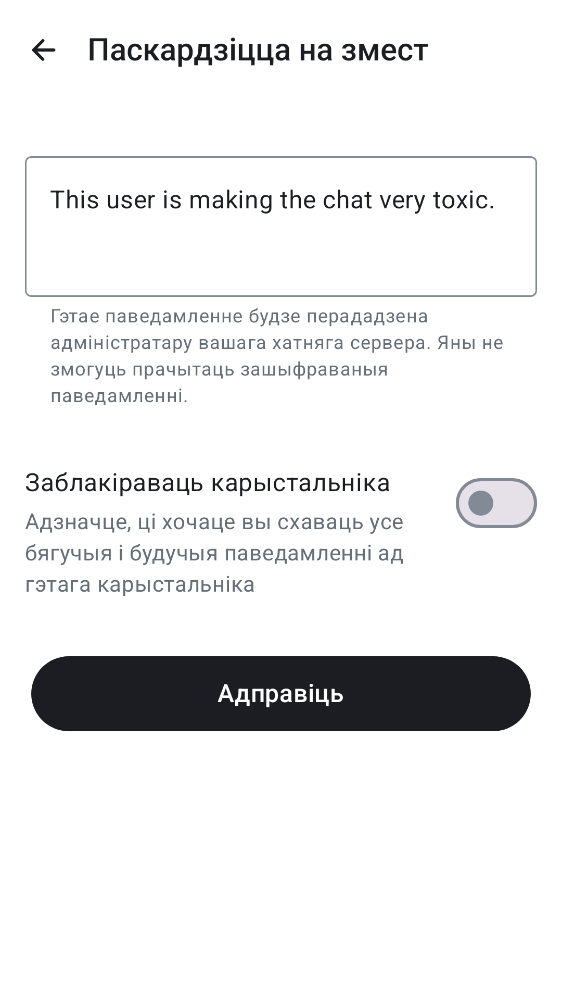 Паскардзіцца на змест
This user is making the chat very toxic.
Гэтае паведамленне будзе перададзена
адміністратару вашага хатняга сервера. Яны не
змогуць прачытаць зашыфраваныя
паведамленні.
Заблакіраваць карыстальніка
Адзначце, ці хочаце вы схаваць усе
бягучыя і будучыя паведамленні ад
гэтага карыстальніка
Адправіць